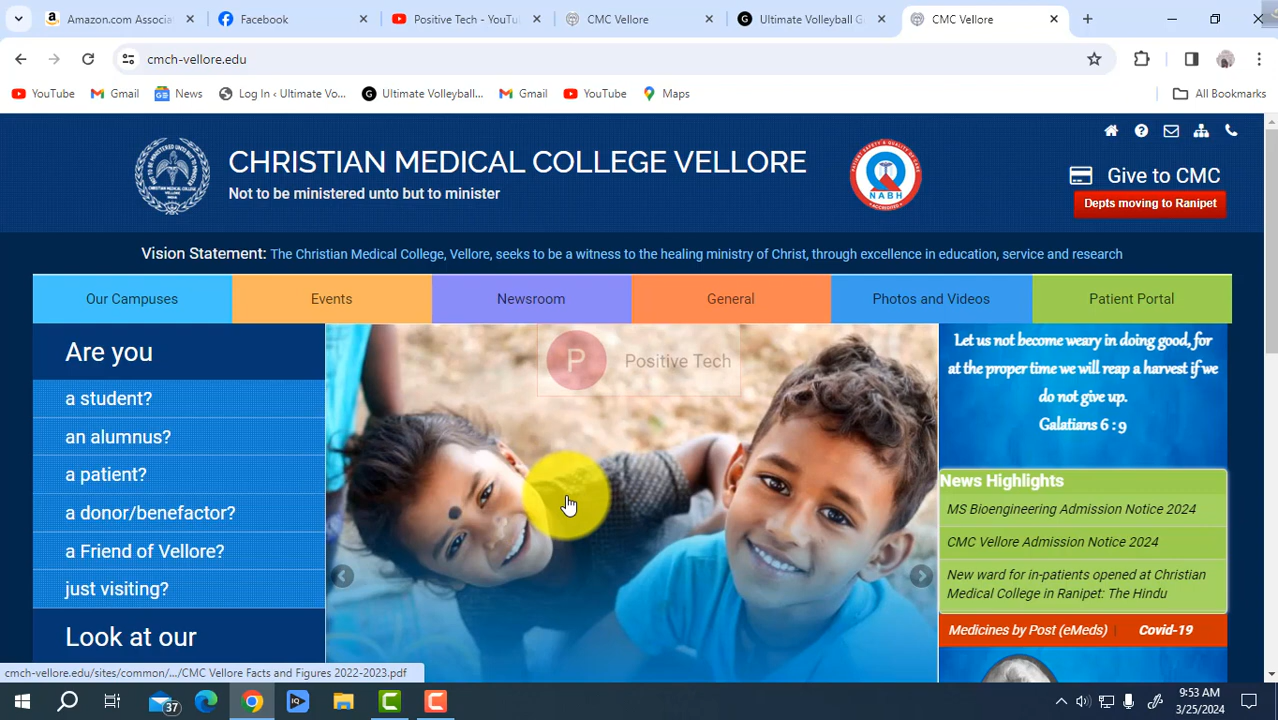 Amazon.com Associa
Facebook
Positive Tech - YouTu
CMC Vellore
Ultimate Volleyball G
CMC Vellore
cmch-vellore.edu
YouTube
Gmail
News
Log In ‹ Ultimate Vo...
Ultimate Volleyball...
Gmail
YouTube
Maps
All Bookmarks
CHRISTIAN MEDICAL COLLEGE VELLORE
Not to be ministered unto but to minister
NABH
Give to CMC
Depts moving to Ranipet
Vision Statement: The Christian Medical College, Vellore, seeks to be a witness to the healing ministry of Christ, through excellence in education, service and research
Our Campuses
Events
Newsroom
General
Photos and Videos
Patient Portal
Are you
a student?
an alumnus?
a patient?
a donor/benefactor?
a Friend of Vellore?
just visiting?
Look at our
P
Positive Tech
Let us not become weary in doing good, for
at the proper time we will reap a harvest if we
do not give up.
Galatians 6 : 9
News Highlights
MS Bioengineering Admission Notice 2024
CMC Vellore Admission Notice 2024
New ward for in-patients opened at Christian
Medical College in Ranipet: The Hindu
Medicines by Post (eMeds)
Covid-19
cmch-vellore.edu/sites/common/.../CMC Vellore Facts and Figures 2022-2023.pdf
37
9:53 AM
3/25/2024